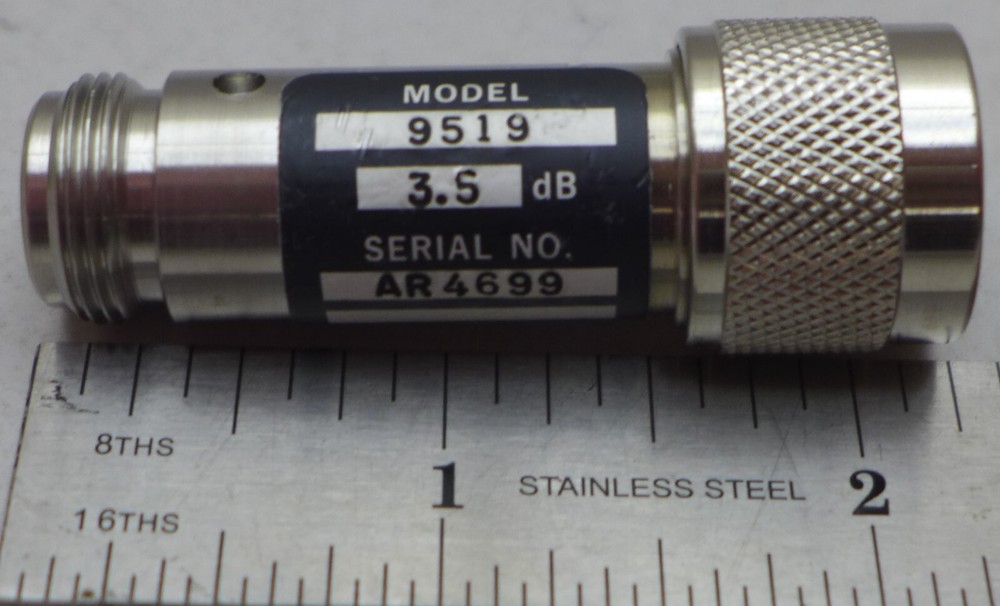 MODEL
9519
3.5 dB
SERIAL NO.
AR4699
8THS
1
STAINLESS STEEL
2
16THS